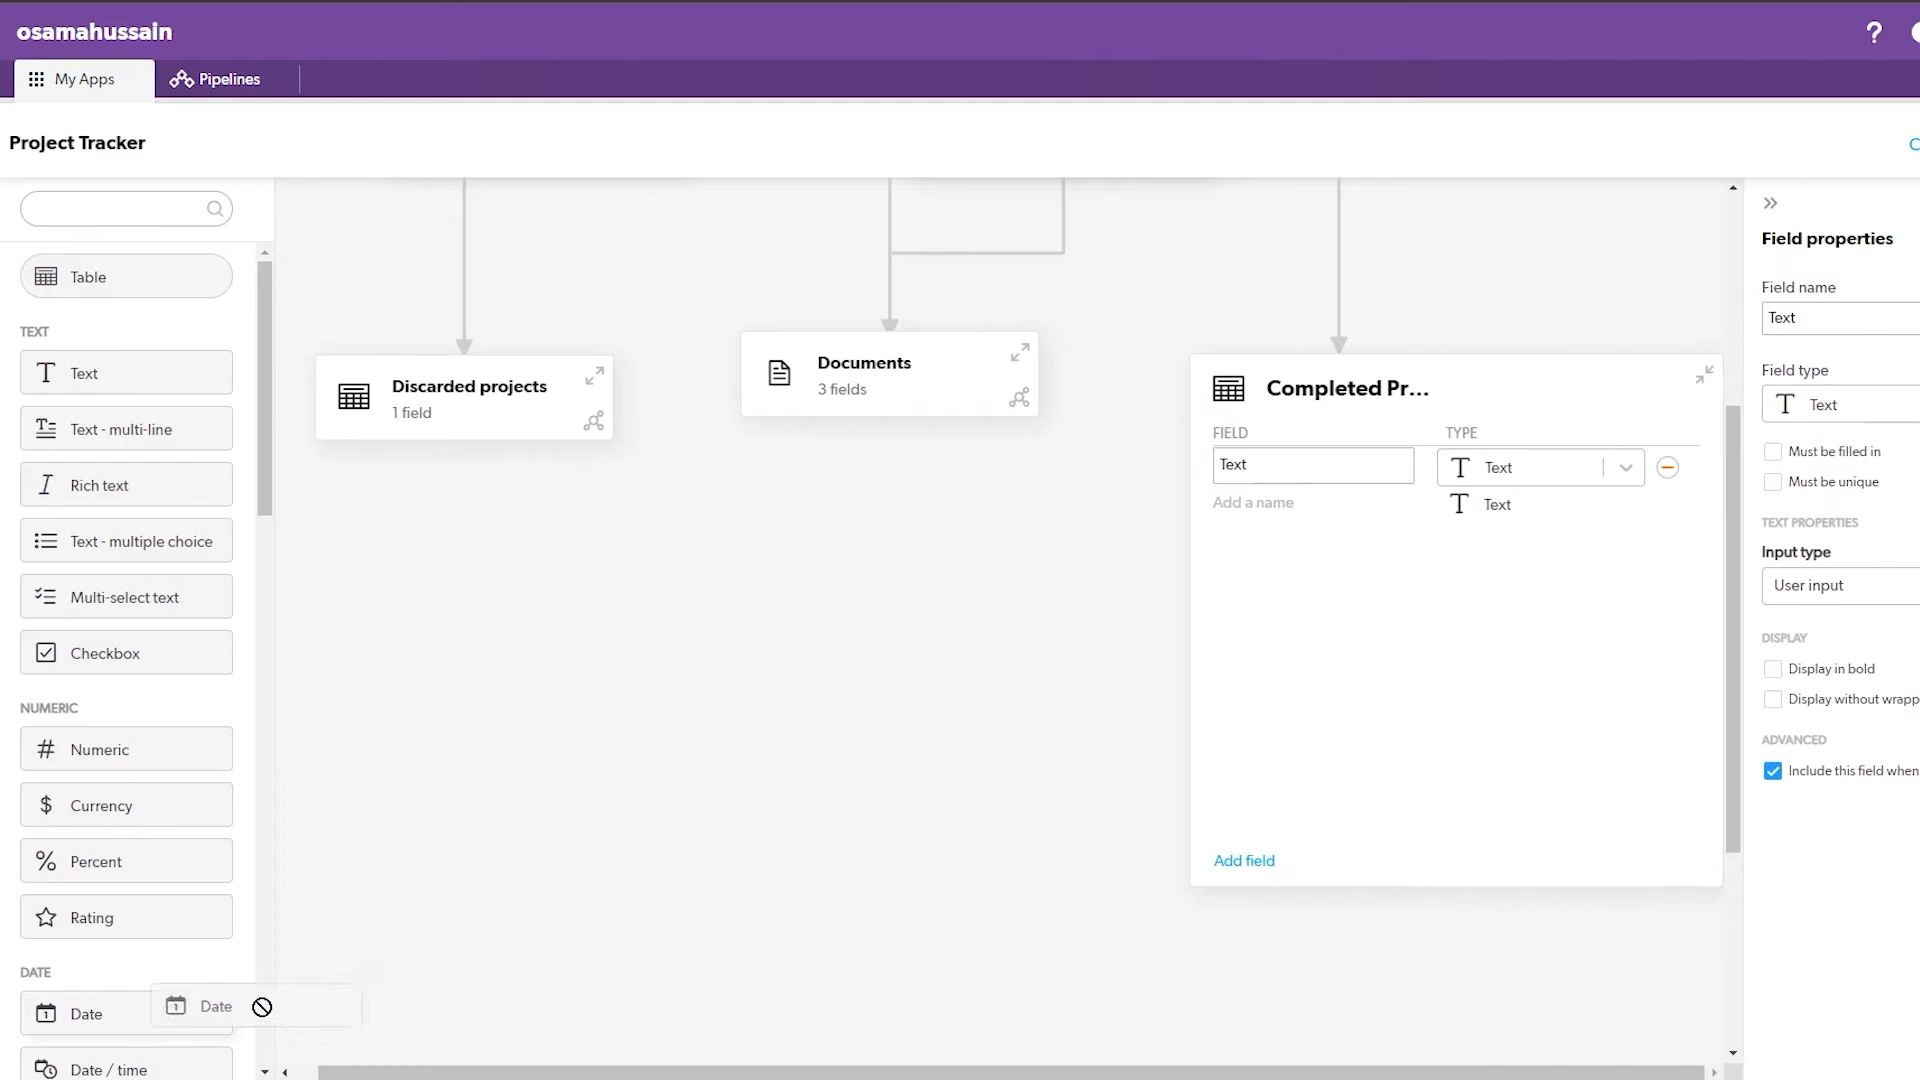 osamahussain
?
My Apps
Pipelines
Project Tracker
Table
TEXT
Text
Text - multi-line
Rich text
Text - multiple choice
Multi-select text
Checkbox
NUMERIC
# Numeric
$ Currency
% Percent
Rating
DATE
Date
Date
Date / time
Discarded projects
1 field
Documents
3 fields
Completed Pr...
FIELD TYPE
Text
Text
Add a name
Text
Add field
Field properties
Field name
Text
Field type
Text
Must be filled in
Must be unique
TEXT PROPERTIES
Input type
User input
DISPLAY
Display in bold
Display without wrapp
ADVANCED
Include this field when